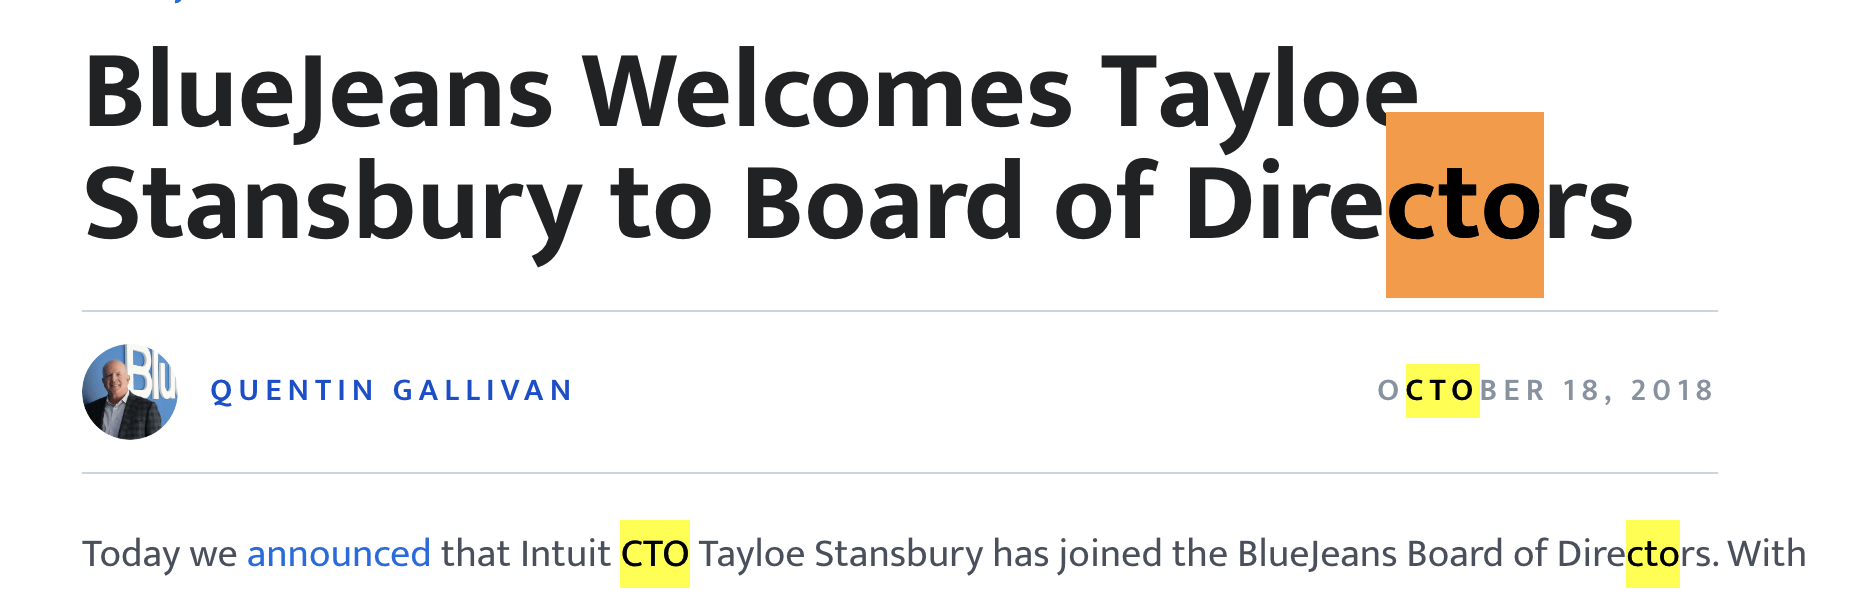 BlueJeans Welcomes Tayloe
Stansbury to Board of Directors
Blu
QUENTIN GALLIVAN
OCTOBER 18, 2018
Today we announced that Intuit CTO Tayloe Stansbury has joined the BlueJeans Board of Directors. With